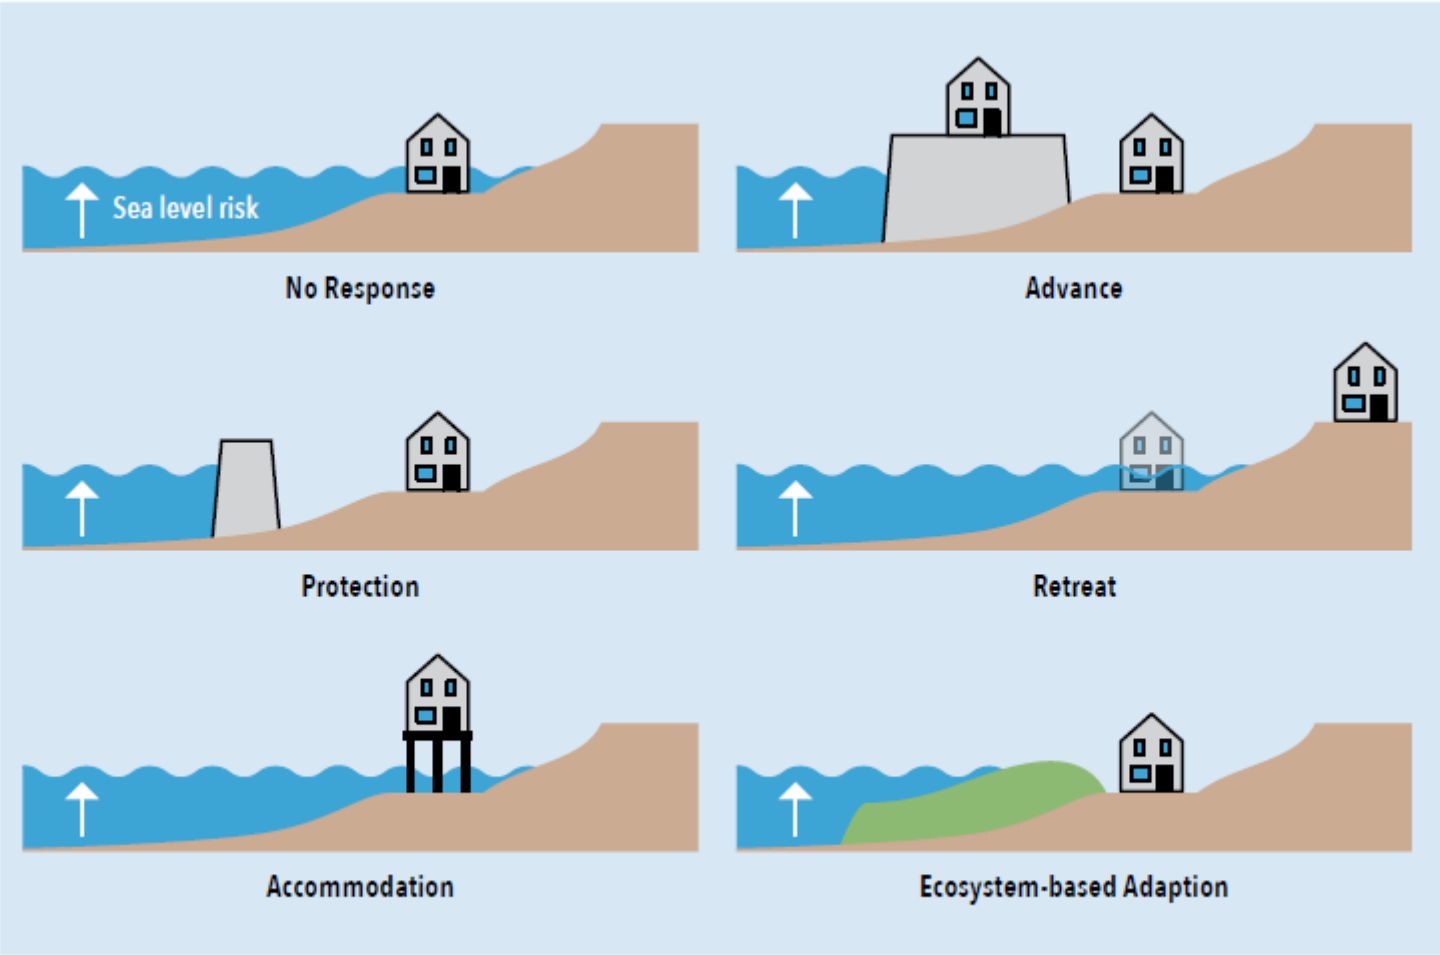 Sea level risk
No Response
Advance
Protection
Retreat
Accommodation
Ecosystem-based Adaption